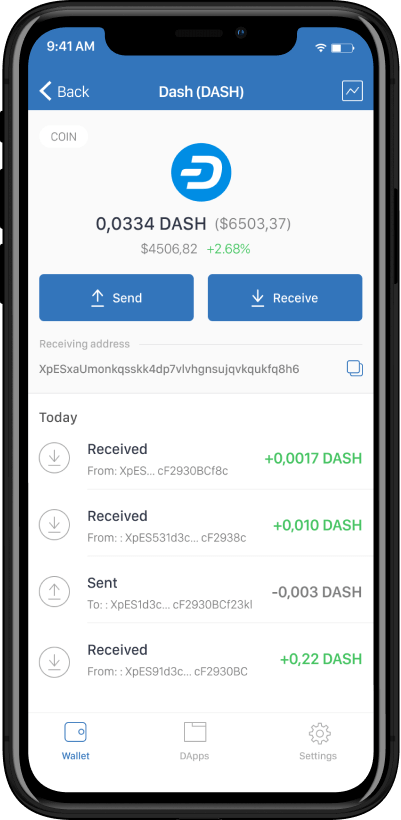 9:41 AM
Back
Dash (DASH)
COIN
0,0334 DASH ($6503,37)
$4506,82 +2.68%
Send
Receive
Receiving address
XpESxaUmonkqsskk4dp7vlvhgnsujqvkqukfq8h6
Today
Received
+0,0017 DASH
From: XpES... cF2930BCf8c
Received
+0,010 DASH
From: : XpES531d3c... cF2938c
Sent
-0,003 DASH
To: : XpES1d3c... cF2930BCf23kl
Received
+0,22 DASH
From: : XpES91d3c... cF2930BC
Wallet
DApps
Settings